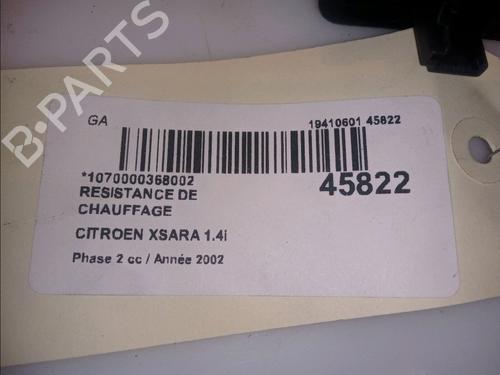 B-PARTS
GA
19410601 45822
*1070000368002
45822
RESISTANCE DE
CHAUFFAGE
CITROEN XSARA 1.4i
Phase 2 cc / Année 2002